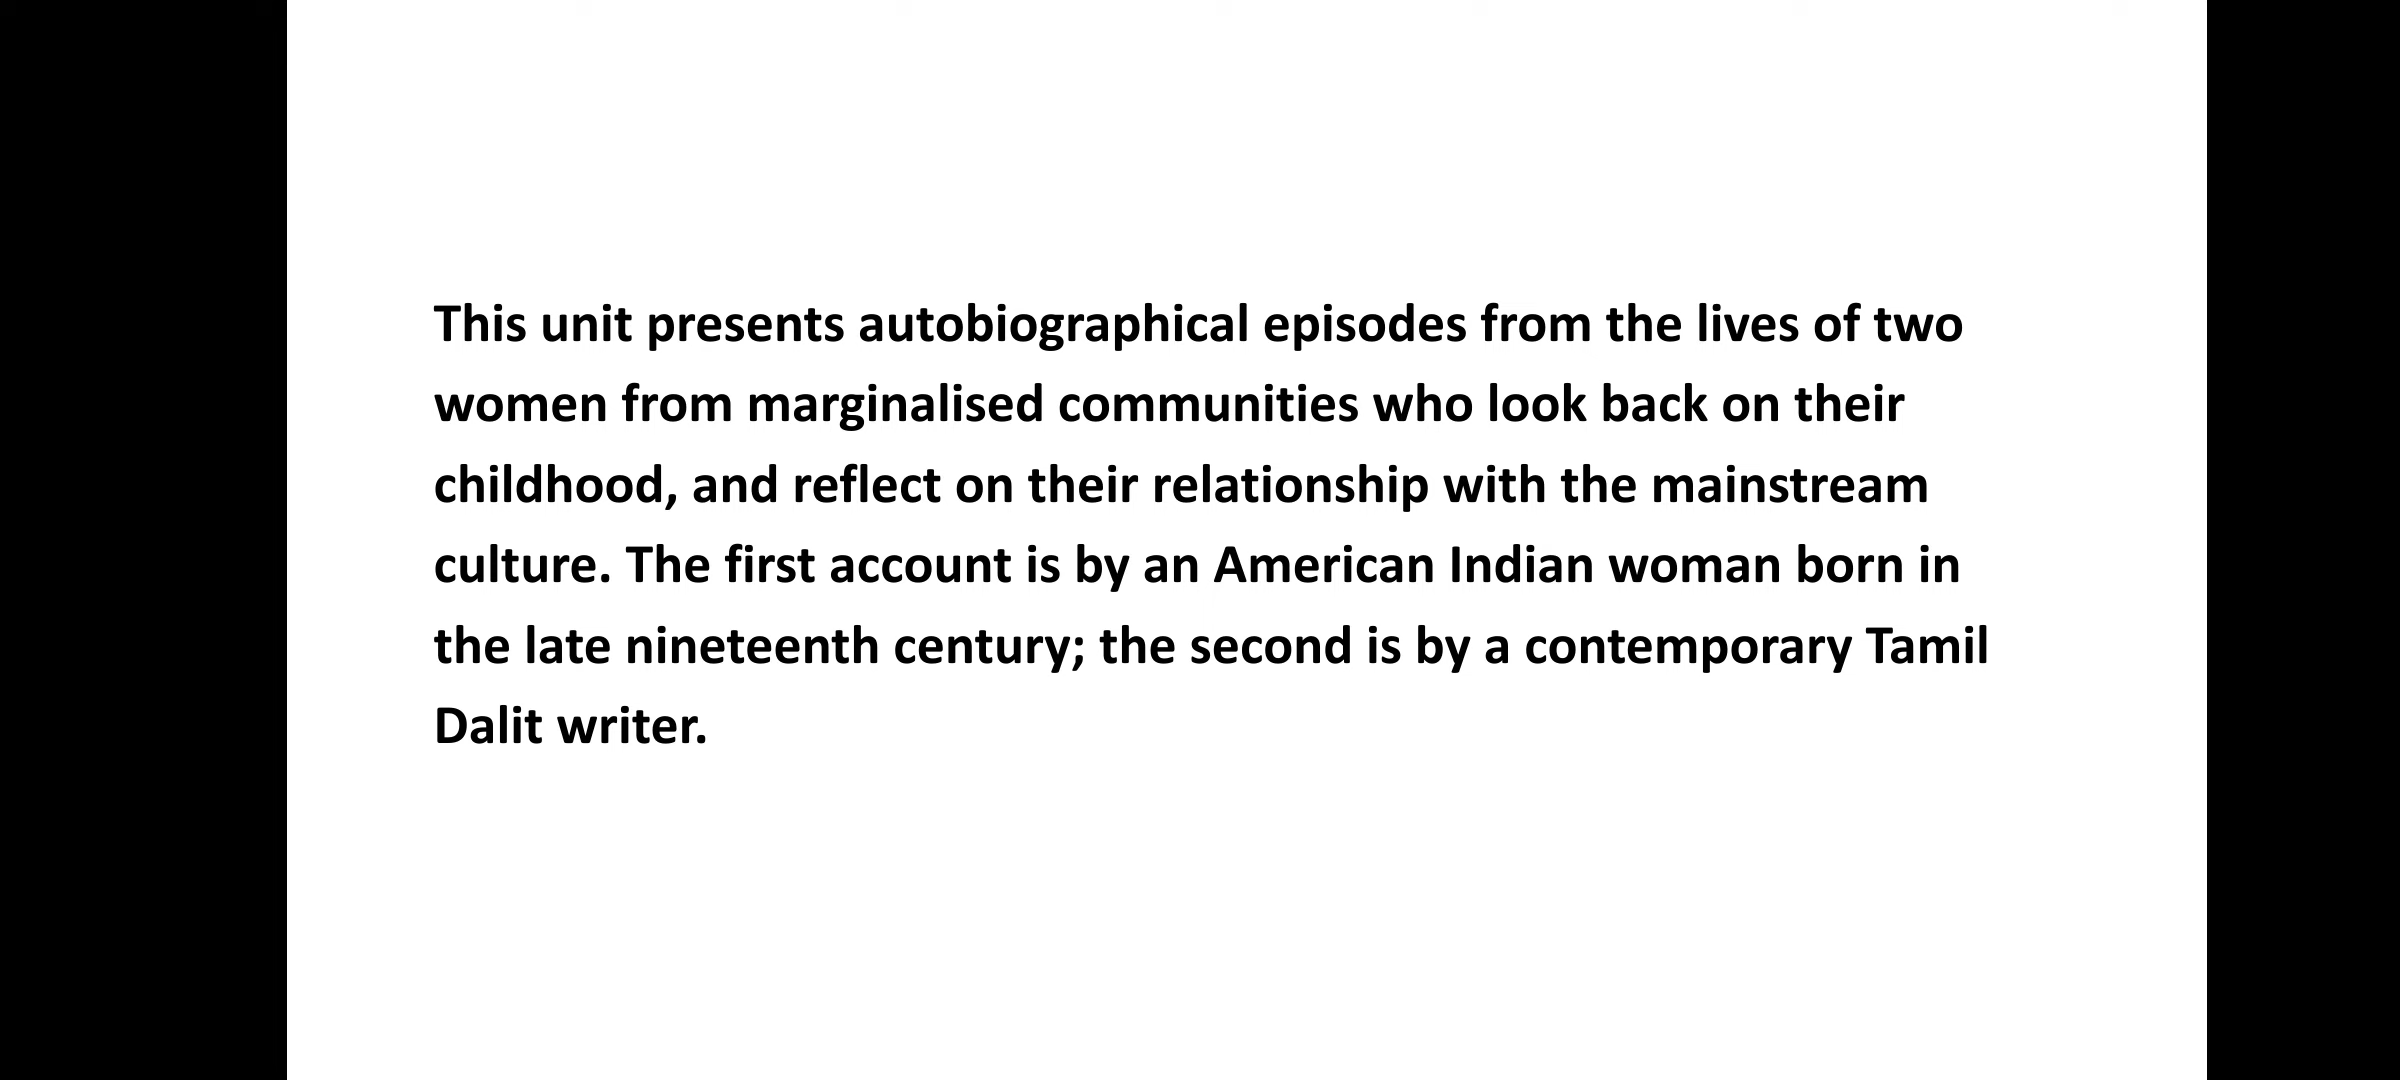 This unit presents autobiographical episodes from the lives of two
women from marginalised communities who look back on their
childhood, and reflect on their relationship with the mainstream
culture. The first account is by an American Indian woman born in
the late nineteenth century; the second is by a contemporary Tamil
Dalit writer.